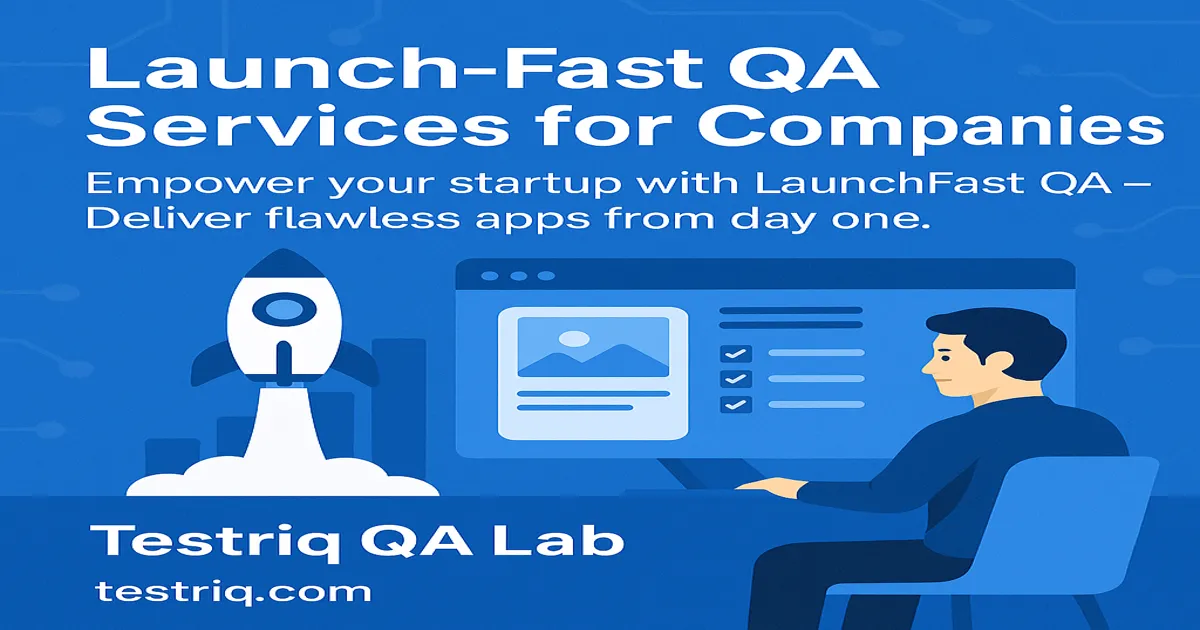 Launch-Fast QA
Services for Companies
Empower your startup with LaunchFast QA –
Deliver flawless apps from day one.
Testriq QA Lab
testriq.com